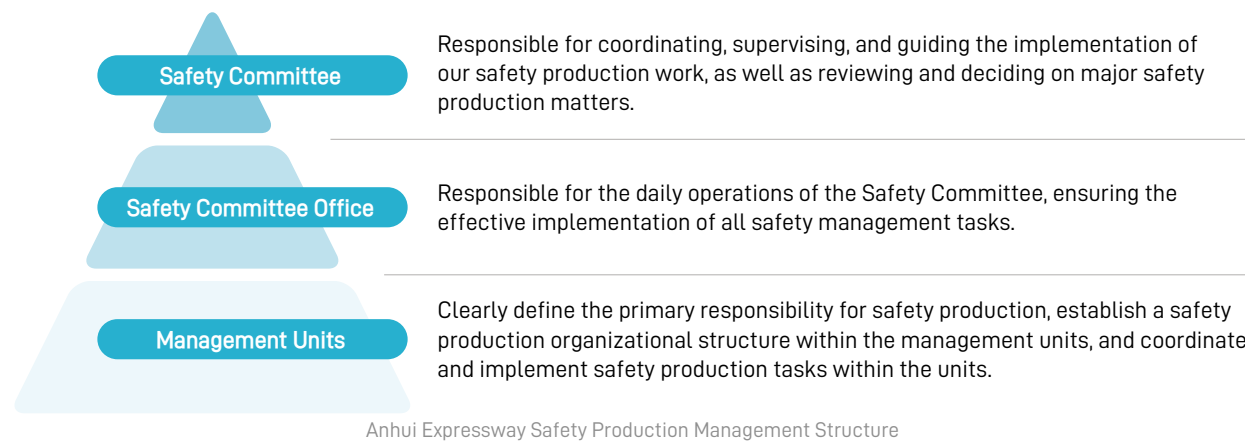 Safety Committee
Responsible for coordinating, supervising, and guiding the implementation of
our safety production work, as well as reviewing and deciding on major safety
production matters.
Safety Committee Office
Responsible for the daily operations of the Safety Committee, ensuring the
effective implementation of all safety management tasks.
Management Units
Clearly define the primary responsibility for safety production, establish a safety
production organizational structure within the management units, and coordinate
and implement safety production tasks within the units.
Anhui Expressway Safety Production Management Structure